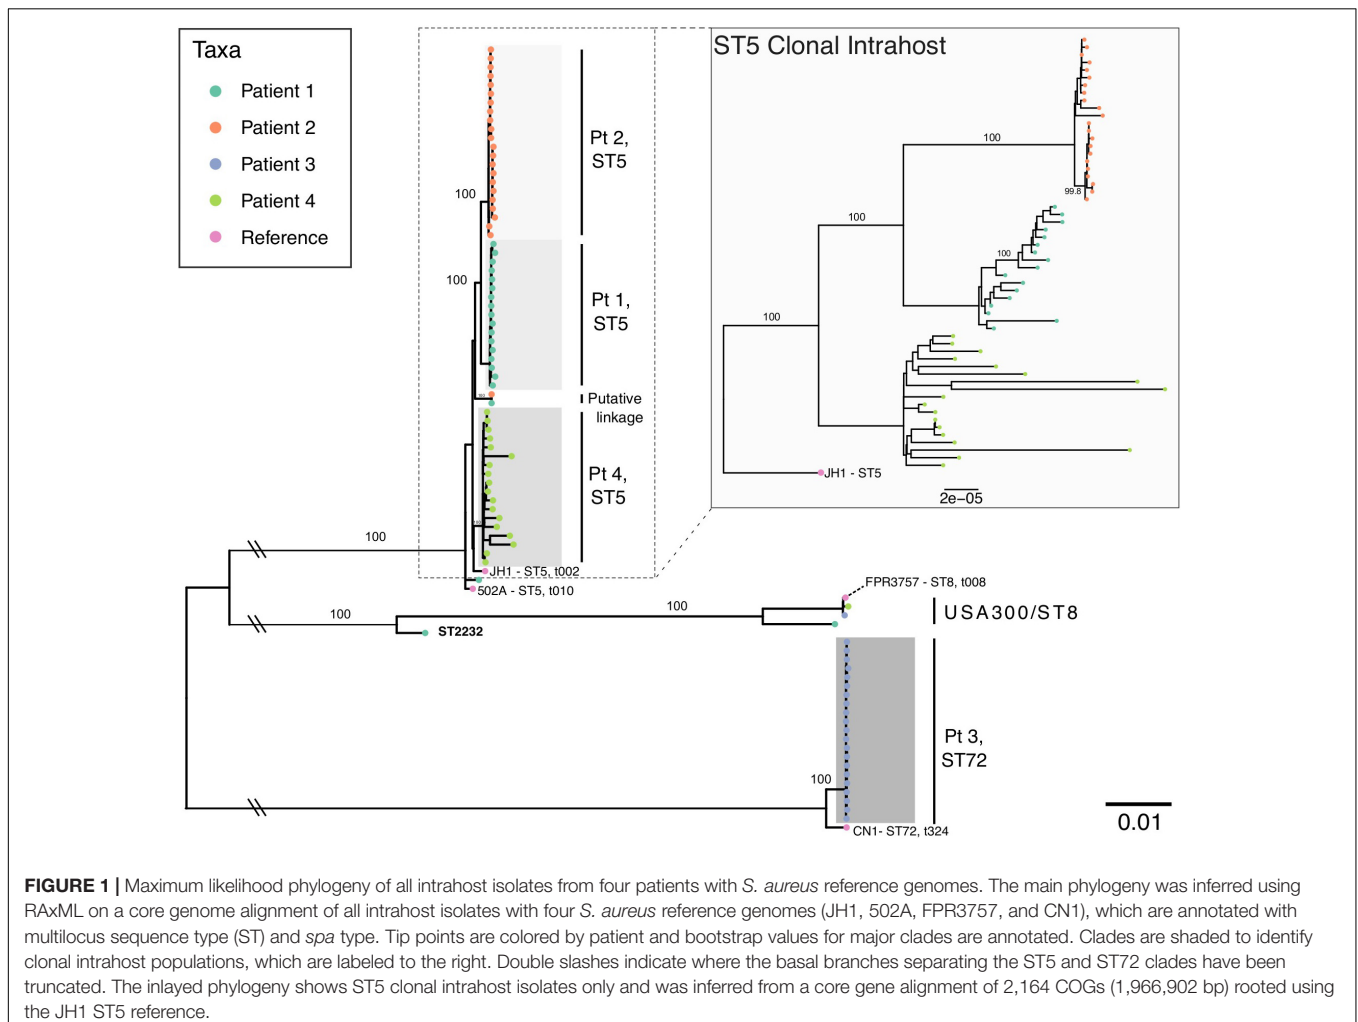 Taxa
Patient 1
Patient 2
Patient 3
Patient 4
Reference
100
100
Pt 2,
ST5
Pt 1,
ST5
Putative
linkage
Pt 4,
ST5
JH1 - ST5, t002
502A - ST5, t010
ST5 Clonal Intrahost
100
99.8
100
100
100
JH1 - ST5
2e−05
100
100
100
ST2232
FPR3757 - ST8, t008
USA300/ST8
Pt 3,
ST72
100
CN1- ST72, t324
0.01
FIGURE 1 | Maximum likelihood phylogeny of all intrahost isolates from four patients with S. aureus reference genomes. The main phylogeny was inferred using
RAxML on a core genome alignment of all intrahost isolates with four S. aureus reference genomes (JH1, 502A, FPR3757, and CN1), which are annotated with
multilocus sequence type (ST) and spa type. Tip points are colored by patient and bootstrap values for major clades are annotated. Clades are shaded to identify
clonal intrahost populations, which are labeled to the right. Double slashes indicate where the basal branches separating the ST5 and ST72 clades have been
truncated. The inlayed phylogeny shows ST5 clonal intrahost isolates only and was inferred from a core gene alignment of 2,164 COGs (1,966,902 bp) rooted using
the JH1 ST5 reference.